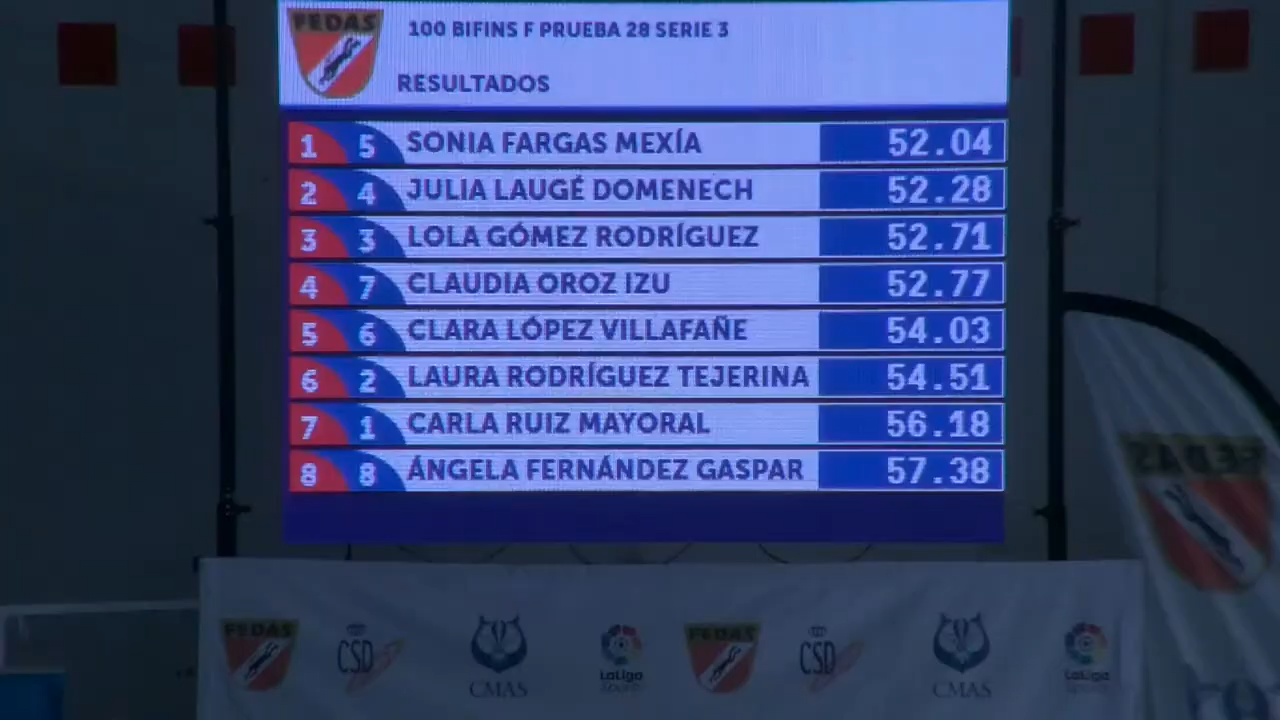 FEDAS
100 BIFINS F PRUEBA 28 SERIE 3
RESULTADOS
1 5 SONIA FARGAS MEXÍA 52.04
2 4 JULIA LAUGÉ DOMENECH 52.28
3 3 LOLA GÓMEZ RODRÍGUEZ 52.71
4 7 CLAUDIA OROZ IZU 52.77
5 6 CLARA LÓPEZ VILLAFAÑE 54.03
6 2 LAURA RODRÍGUEZ TEJERINA 54.51
7 1 CARLA RUIZ MAYORAL 56.18
8 8 ÁNGELA FERNÁNDEZ GASPAR 57.38
FEDAS
FEDAS CSD CMAS LaLiga Sports FEDAS CSD CMAS LaLiga Sports